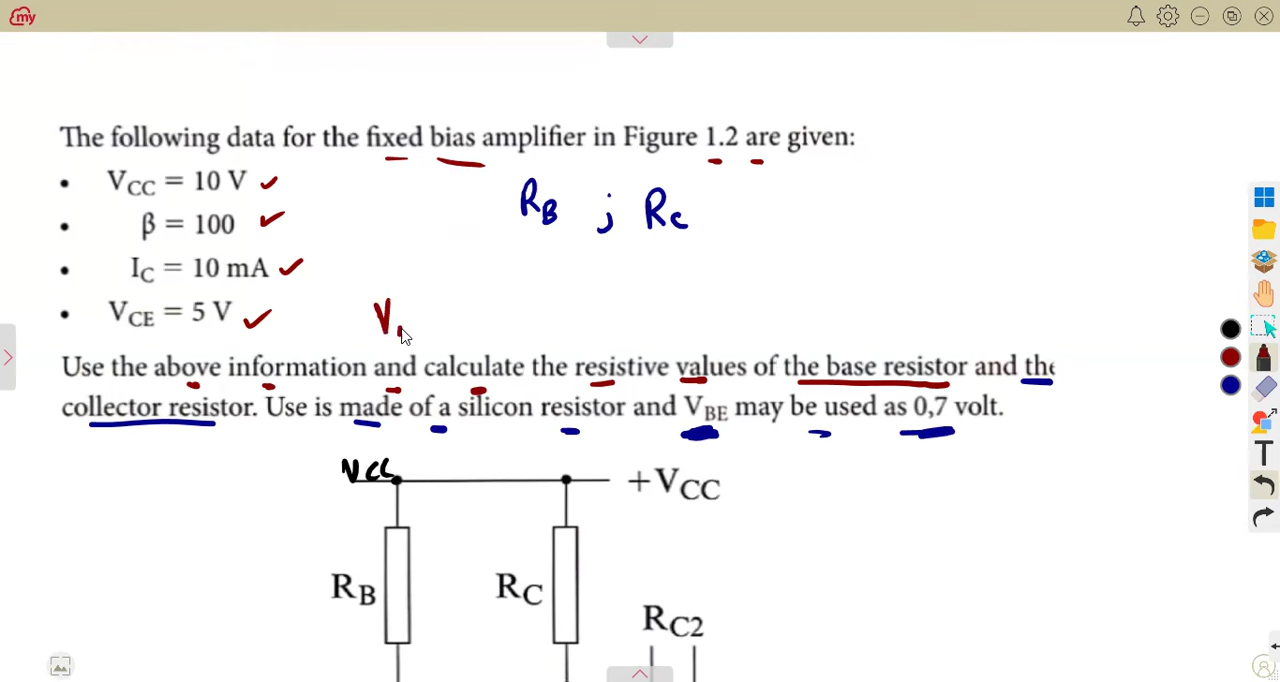 my
The following data for the fixed bias amplifier in Figure 1.2 are given:
• VCC = 10 V ✓
• β = 100 ✓
• IC = 10 mA ✓
• VCE = 5 V ✓
RB ; RC
V
Use the above information and calculate the resistive values of the base resistor and the
collector resistor. Use is made of a silicon resistor and VBE may be used as 0,7 volt.
VCC
+VCC
RB
RC
RC2
T